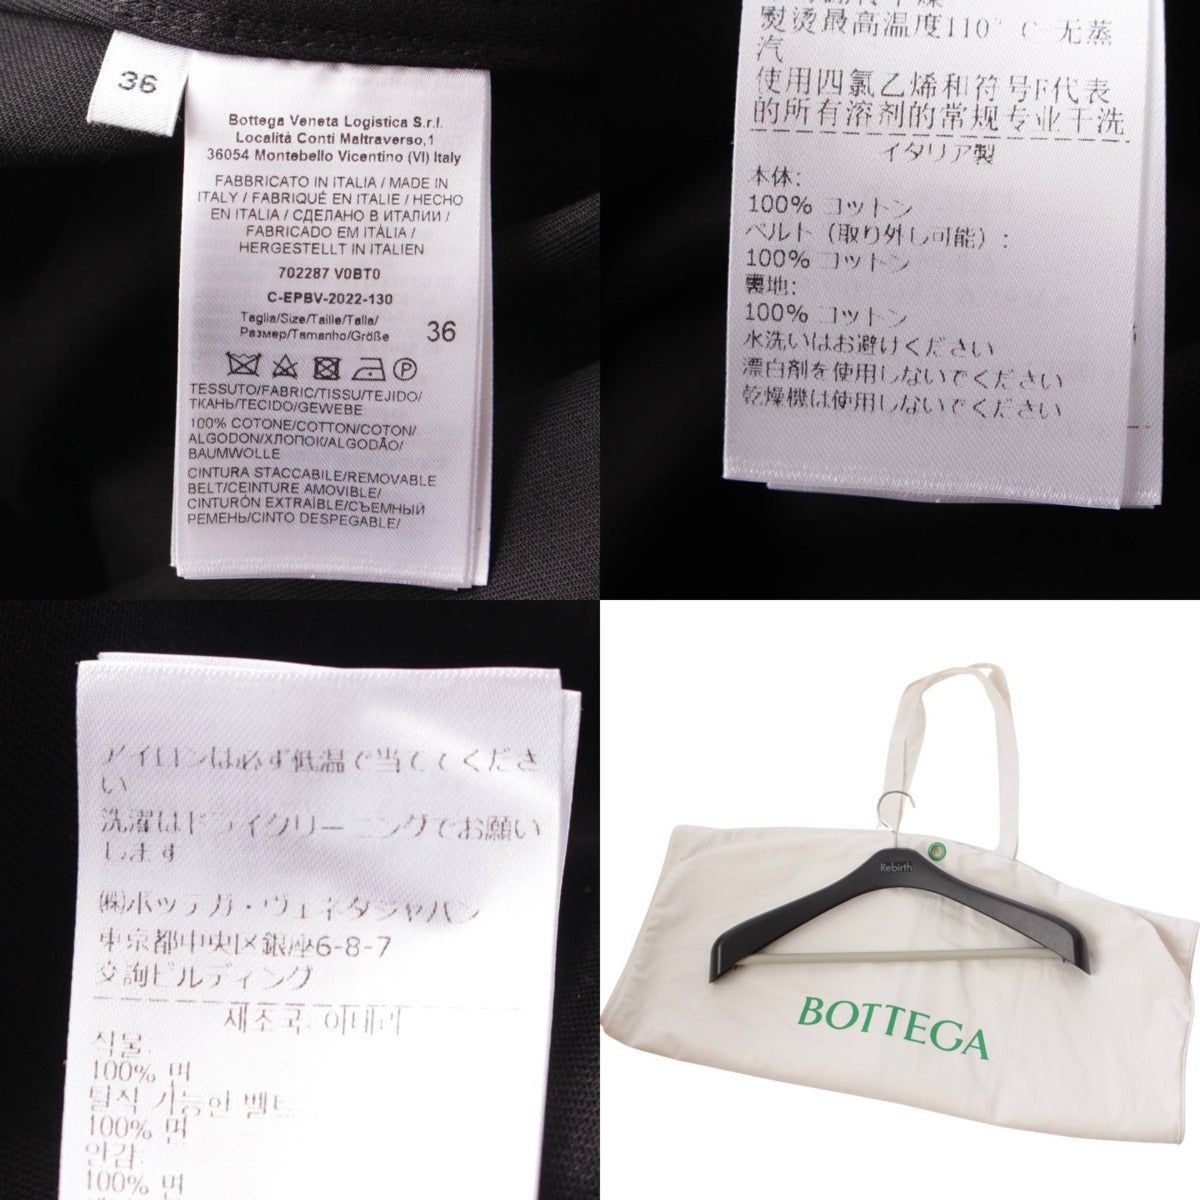 36
Bottega Veneta Logistica S.r.l.
Località Conti Maltraverso,1
36054 Montebello Vicentino (VI) Italy
FABBRICATO IN ITALIA / MADE IN
ITALY / FABRIQUÉ EN ITALIE / HECHO
EN ITALIA / СДЕЛАНО В ИТАЛИИ /
FABRICADO EM ITÀLIA /
HERGESTELLT IN ITALIEN
702287 V0BT0
C-EPBV-2022-130
Taglia/Size/Taille/Talla/
Размер/Tamanho/Größe 36
TESSUTO/FABRIC/TISSU/TEJIDO/
ТКАНЬ/TECIDO/GEWEBE
100% COTONE/COTTON/COTON/
ALGODON/ХЛОПОК/ALGODÃO/
BAUMWOLLE
CINTURA STACCABILE/REMOVABLE
BELT/CEINTURE AMOVIBLE/
CINTURÓN EXTRAÍBLE/СЪЕМНЫЙ
РЕМЕНЬ/CINTO DESPEGABLE/
熨烫最高温度110° C 无蒸
汽
使用四氯乙烯和符号F代表
的所有溶剂的常规专业干洗
イタリア製
本体:
100% コットン
ベルト (取り外し可能) :
100% コットン
裏地:
100% コットン
水洗いはお避けください
漂白剤を使用しないでください
乾燥機は使用しないでください
アイロンは必ず低温で当ててくださ
い
洗濯はドライクリーニングでお願い
します
㈱ボッテガ・ヴェネタジャパン
東京都中央区銀座6-8-7
交詢ビルディング
제조국: 이태리
직물:
100% 면
탈착 가능한 벨트:
100% 면
안감:
100% 면
Rebirth
BOTTEGA